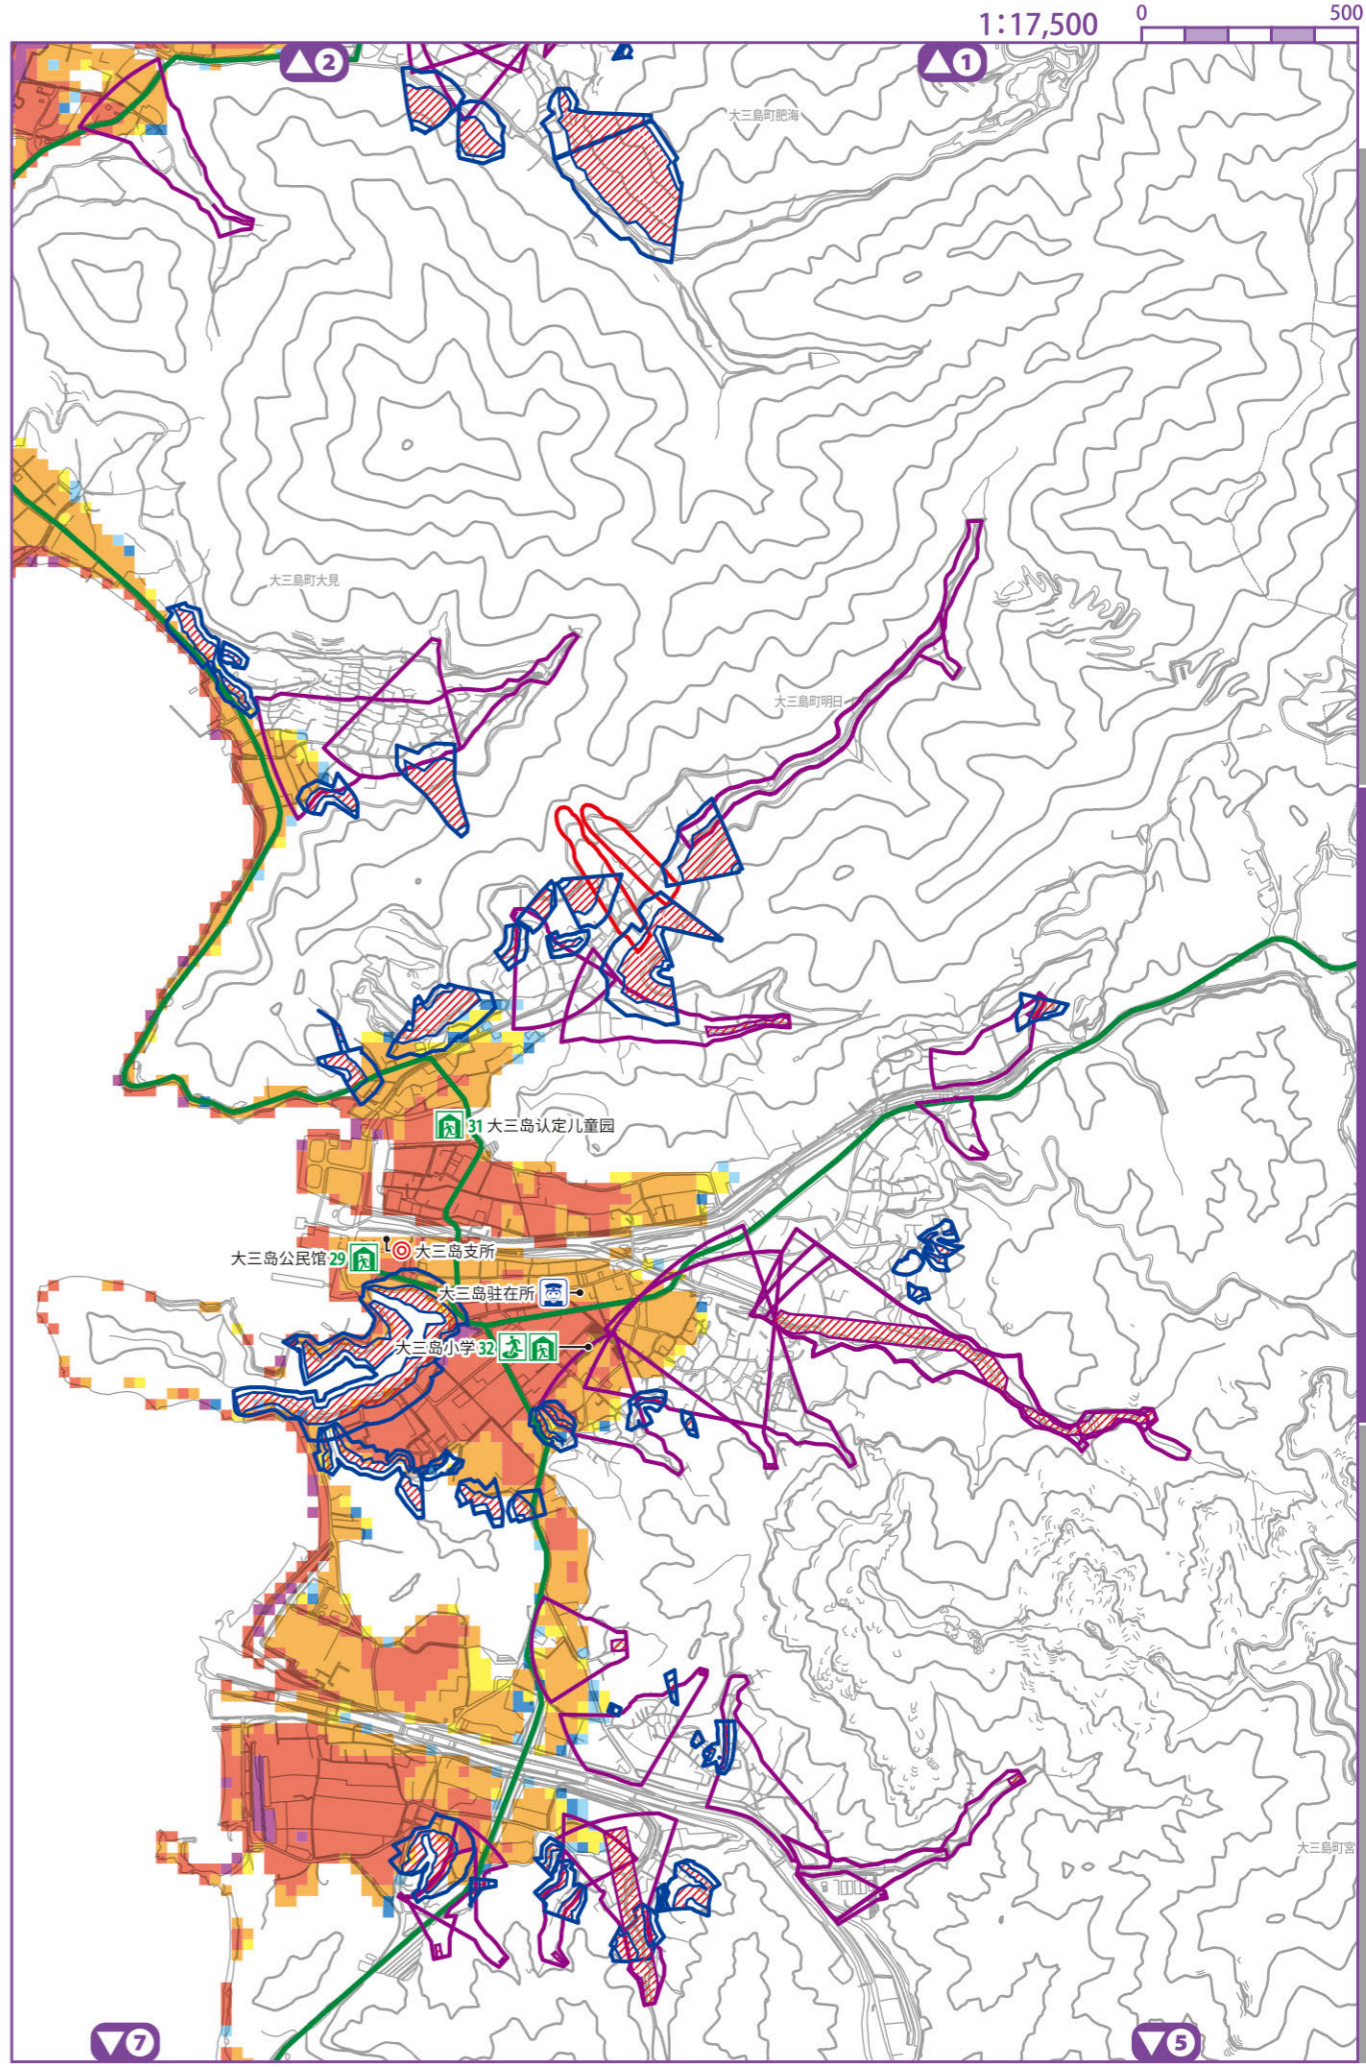 1:17,500
0
500
2
1
大三島町肥海
大三島町大見
大三島町明日
31 大三岛认定儿童园
大三岛公民馆 29
大三岛支所
大三岛驻在所
大三岛小学 32
大三島町宮
7
5